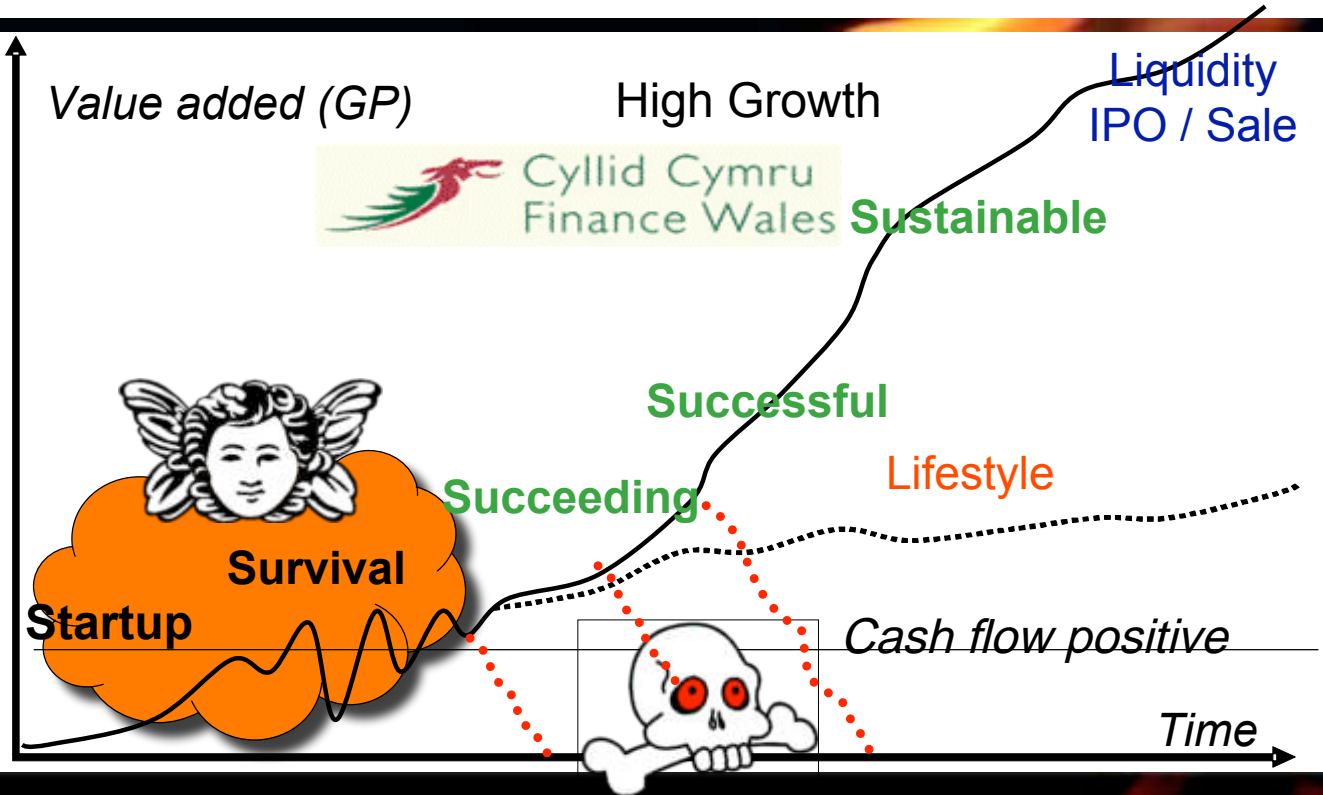 Value added (GP)
High Growth
Liquidity
IPO / Sale
Cyllid Cymru
Finance Wales
Sustainable
Successful
Lifestyle
Succeeding
Survival
Startup
Cash flow positive
Time